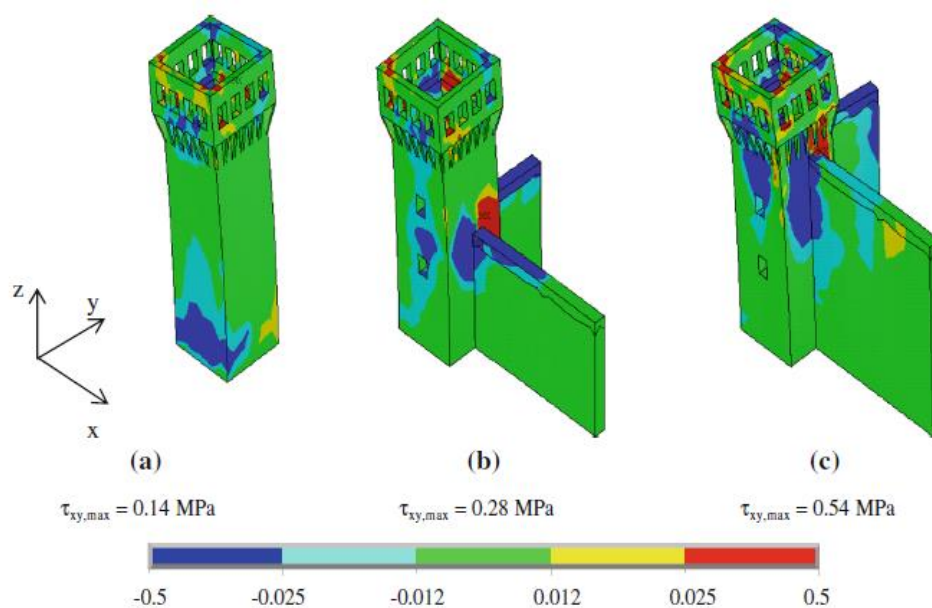 z
y
x
(a) (b) (c)
τxy,max = 0.14 MPa τxy,max = 0.28 MPa τxy,max = 0.54 MPa
-0.5 -0.025 -0.012 0.012 0.025 0.5